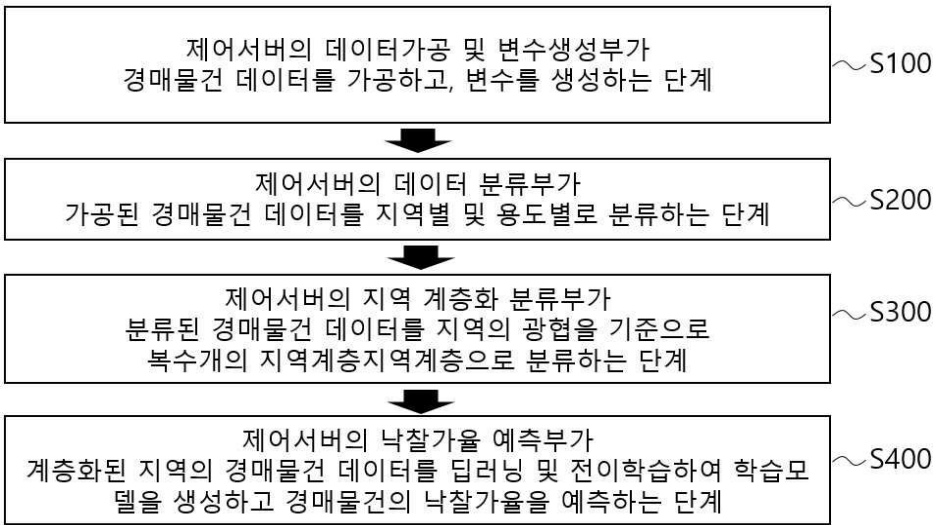 제어서버의 데이터가공 및 변수생성부가
경매물건 데이터를 가공하고, 변수를 생성하는 단계
S100
제어서버의 데이터 분류부가
가공된 경매물건 데이터를 지역별 및 용도별로 분류하는 단계
S200
제어서버의 지역 계층화 분류부가
분류된 경매물건 데이터를 지역의 광협을 기준으로
복수개의 지역계층지역계층으로 분류하는 단계
S300
제어서버의 낙찰가율 예측부가
계층화된 지역의 경매물건 데이터를 딥러닝 및 전이학습하여 학습모
델을 생성하고 경매물건의 낙찰가율을 예측하는 단계
S400